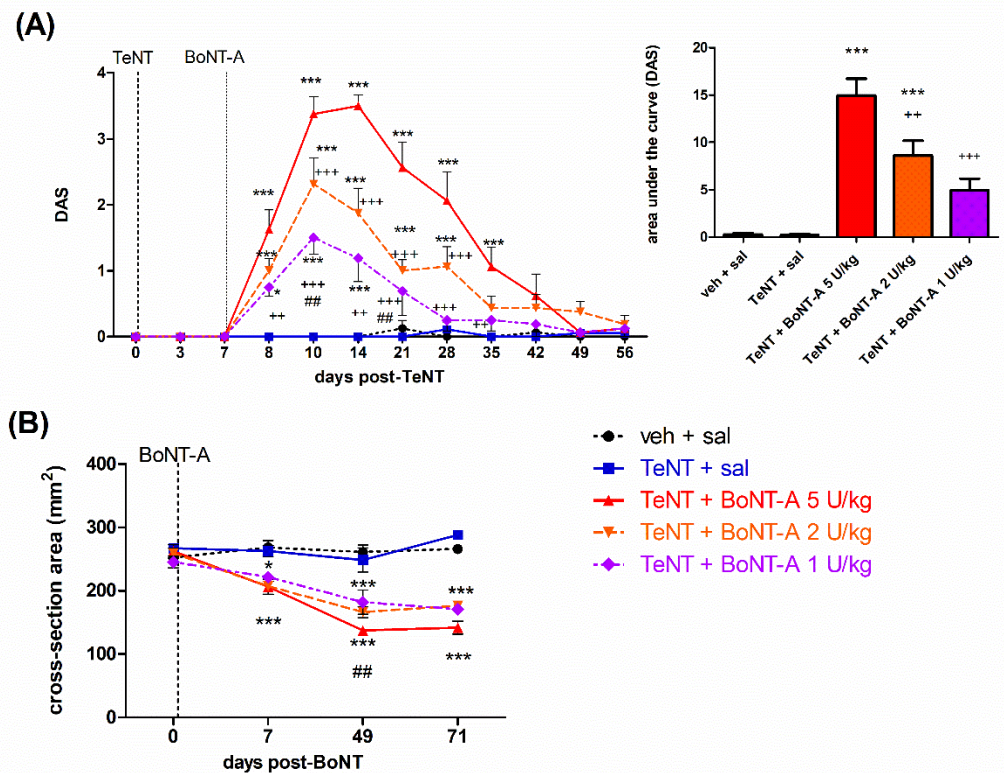 (A)
TeNT BoNT-A
4
3
2
1
0
DAS
*** *** *** *** *** ***
*** *** *** *** ***
+++ +++ +++ +++
* *** *** +++ +++ ++
++ +++ ++ ##
##
0 3 7 8 10 14 21 28 35 42 49 56
days post-TeNT
20
15
10
5
0
area under the curve (DAS)
***
***
++
+++
veh + sal
TeNT + sal
TeNT + BoNT-A 5 U/kg
TeNT + BoNT-A 2 U/kg
TeNT + BoNT-A 1 U/kg
(B)
BoNT-A
400
300
200
100
0
cross-section area (mm²)
* *** ***
*** *** ***
##
0 7 49 71
days post-BoNT
veh + sal
TeNT + sal
TeNT + BoNT-A 5 U/kg
TeNT + BoNT-A 2 U/kg
TeNT + BoNT-A 1 U/kg